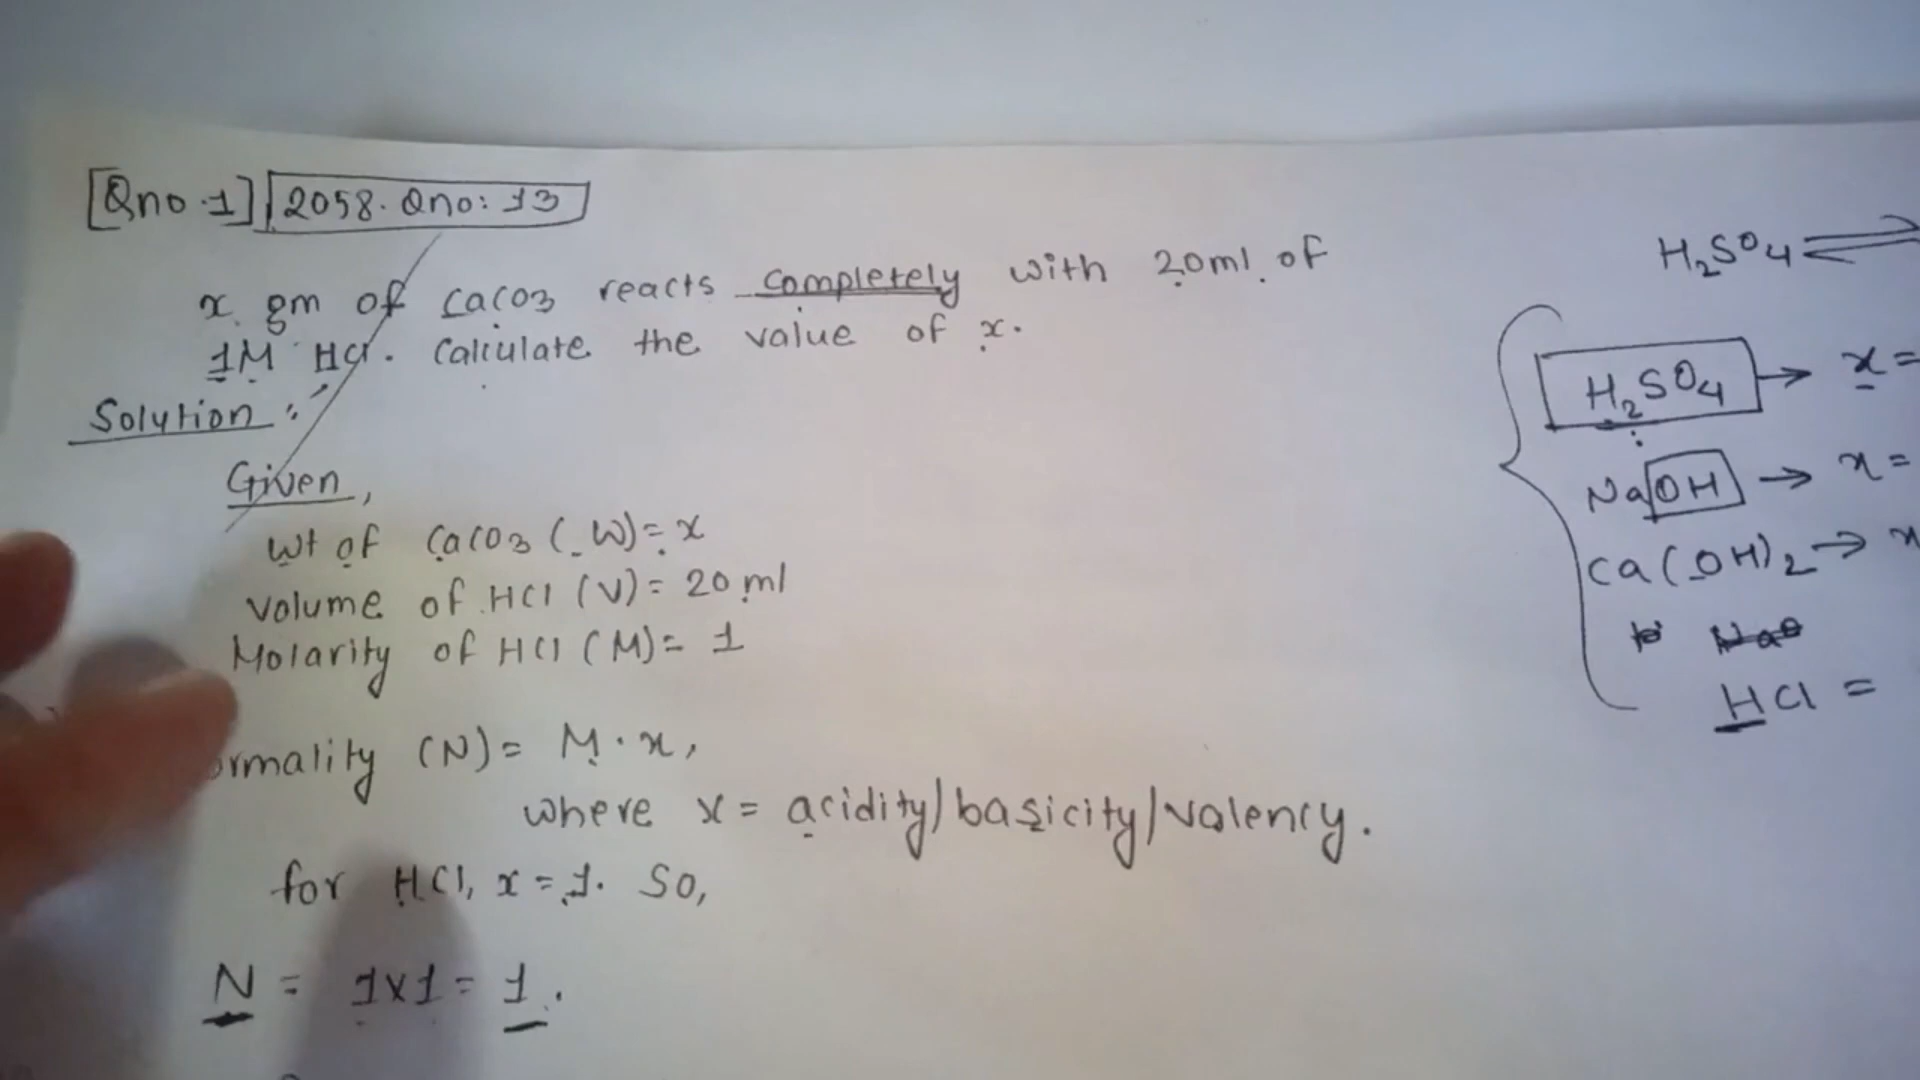 [Qno.1] 2058. Qno: 13
x gm of CaCO3 reacts completely with 20ml of
1M HCl. Calculate the value of x.
Solution:
Given,
Wt of CaCO3 (W) = x
Volume of HCl (V) = 20 ml
Molarity of HCl (M) = 1
ormality (N) = M·x,
where x = acidity/basicity/valency.
for HCl, x = 1. So,
N = 1x1 = 1.
H2SO4 ⇌
H2SO4 → x =
NaOH → x =
Ca(OH)2 → x
HCl =